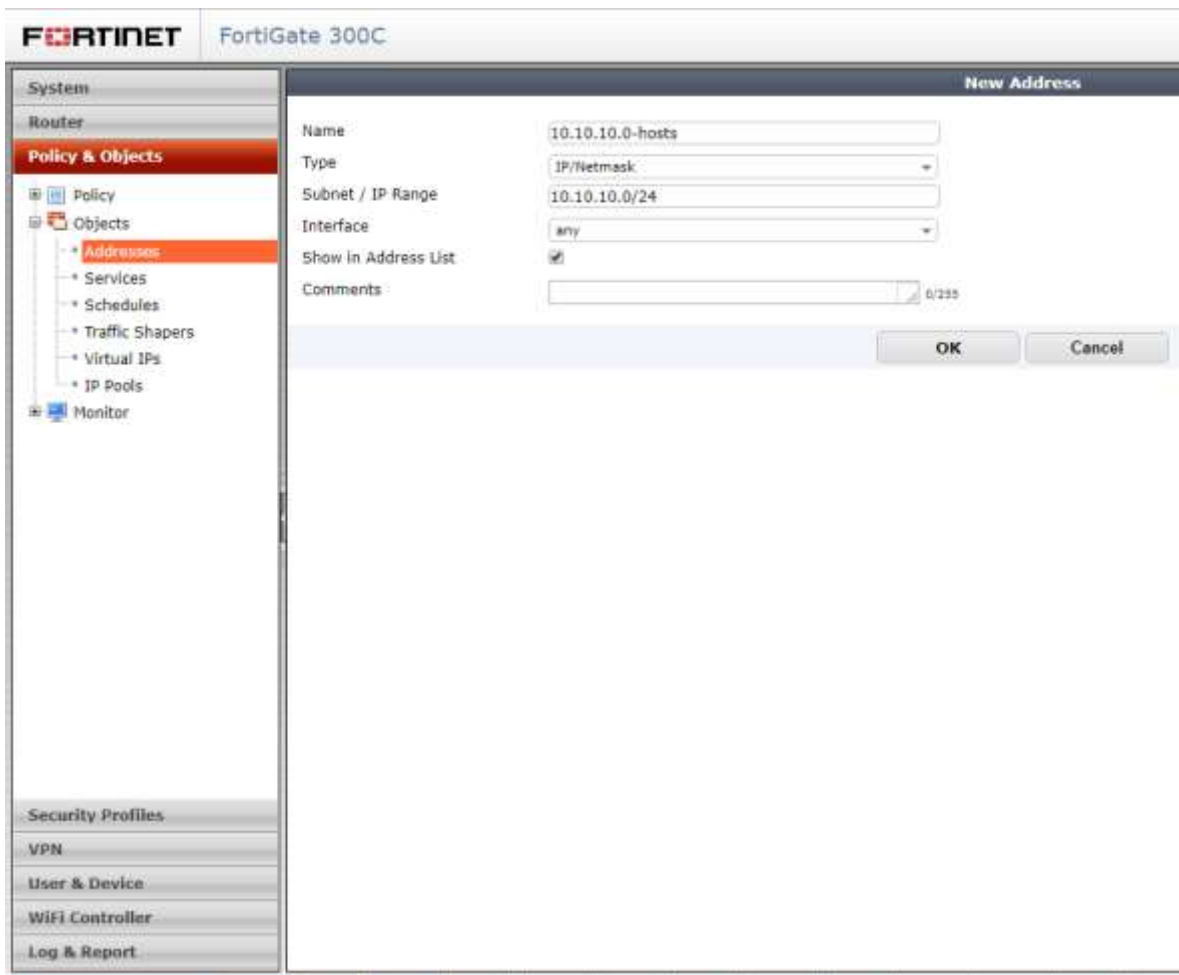 FORTINET FortiGate 300C
System
Router
Policy & Objects
Policy
Objects
Addresses
Services
Schedules
Traffic Shapers
Virtual IPs
IP Pools
Monitor
Security Profiles
VPN
User & Device
WiFi Controller
Log & Report
New Address
Name 10.10.10.0-hosts
Type IP/Netmask
Subnet / IP Range 10.10.10.0/24
Interface any
Show in Address List
Comments 0/255
OK Cancel